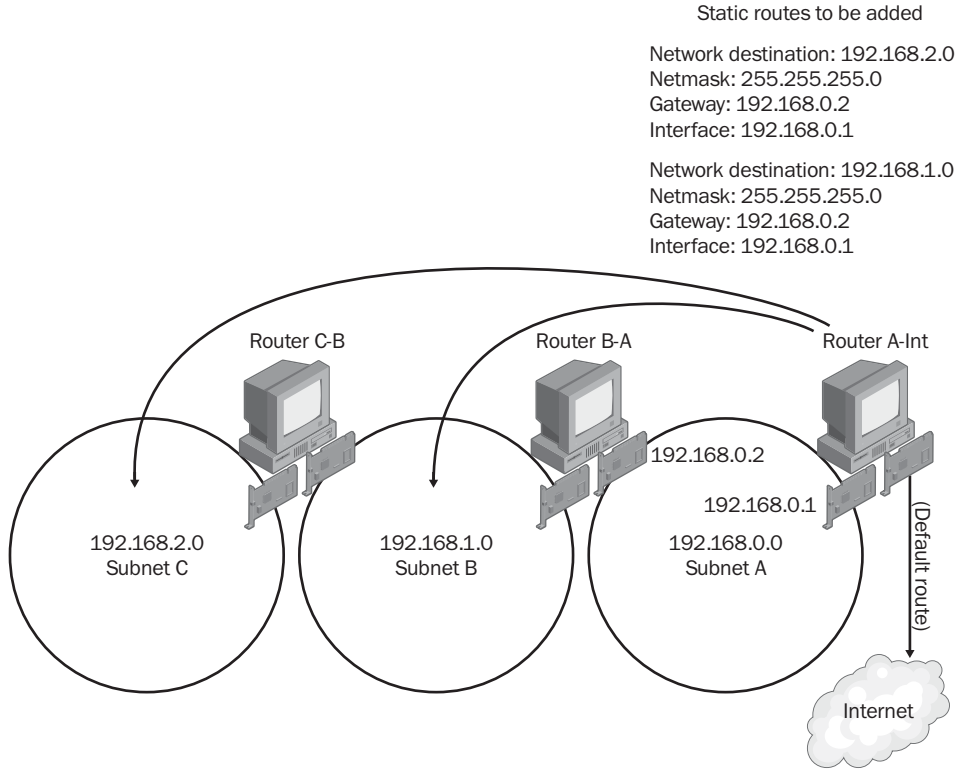 Static routes to be added
Network destination: 192.168.2.0
Netmask: 255.255.255.0
Gateway: 192.168.0.2
Interface: 192.168.0.1
Network destination: 192.168.1.0
Netmask: 255.255.255.0
Gateway: 192.168.0.2
Interface: 192.168.0.1
Router C-B
Router B-A
Router A-Int
192.168.0.2
192.168.0.1
192.168.2.0
Subnet C
192.168.1.0
Subnet B
192.168.0.0
Subnet A
(Default route)
Internet